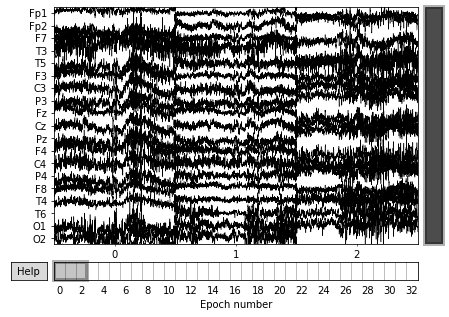 Fp1
Fp2
F7
T3
T5
F3
C3
P3
Fz
Cz
Pz
F4
C4
P4
F8
T4
T6
O1
O2
0 1 2
Help
0 2 4 6 8 10 12 14 16 18 20 22 24 26 28 30 32
Epoch number